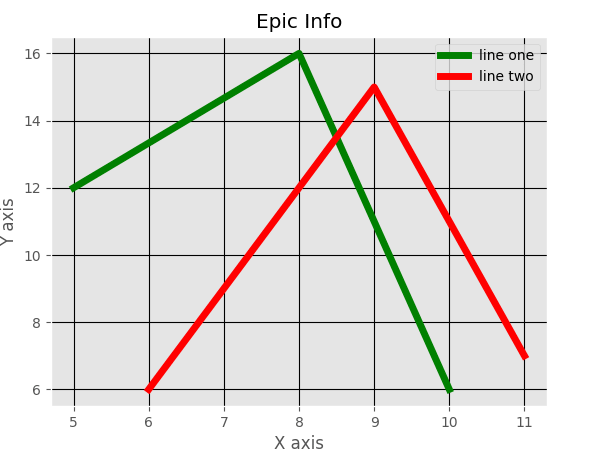 Epic Info
line one
line two
16
14
12
10
8
6
Y axis
5 6 7 8 9 10 11
X axis